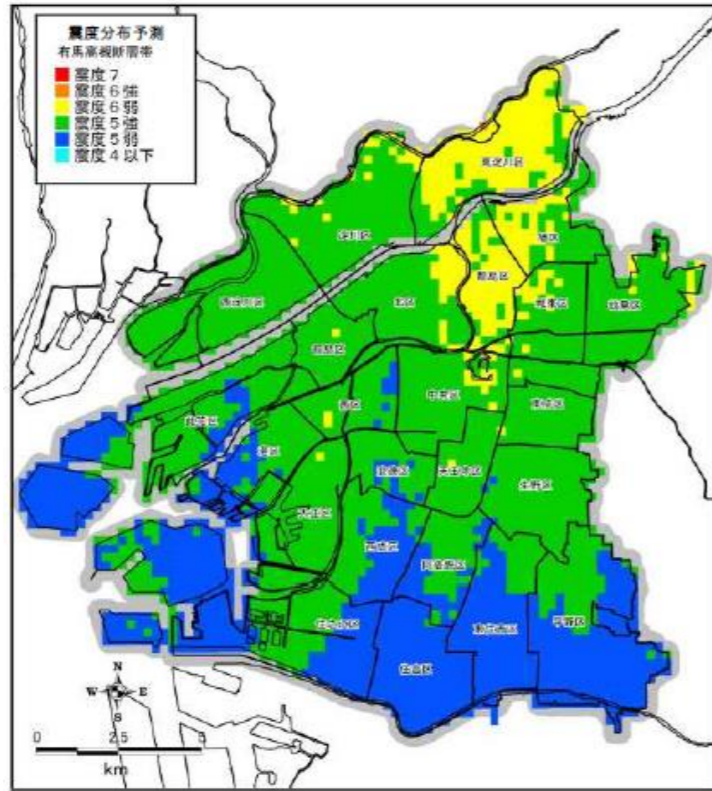 震度分布予測
有馬高槻断層帯
震度7
震度6強
震度6弱
震度5強
震度5弱
震度4以下
東淀川区
淀川区
旭区
都島区
西淀川区
北区
城東区
鶴見区
福島区
此花区
西区
中央区
東成区
港区
浪速区
天王寺区
生野区
大正区
西成区
阿倍野区
住之江区
東住吉区
平野区
住吉区
N
W E
S
0 2.5 5
km